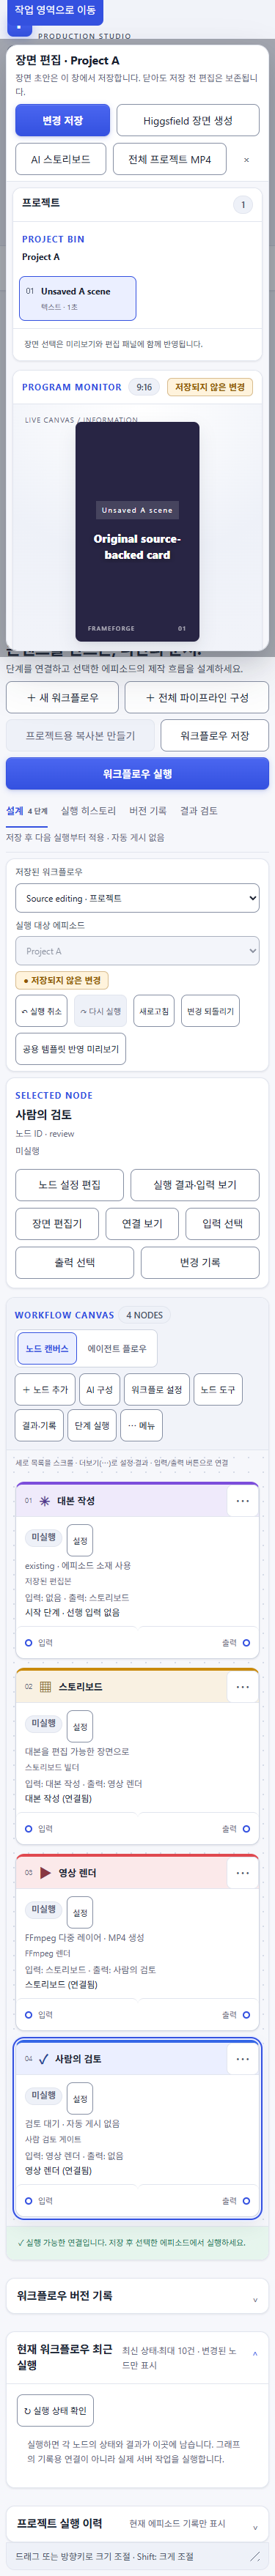 작업 영역으로 이동
PRODUCTION STUDIO
장면 편집 · Project A
장면 초안은 이 창에서 저장합니다. 닫아도 저장 전 편집은 보존됩니
다.
변경 저장
Higgsfield 장면 생성
AI 스토리보드
전체 프로젝트 MP4
×
프로젝트
1
PROJECT BIN
Project A
01 Unsaved A scene
텍스트 · 1초
장면 선택은 미리보기와 편집 패널에 함께 반영됩니다.
PROGRAM MONITOR
9:16
저장되지 않은 변경
LIVE CANVAS / INFORMATION
Unsaved A scene
Original source-
backed card
FRAMEFORGE 01
단계를 연결하고 선택한 에피소드의 제작 흐름을 설계하세요.
＋ 새 워크플로우
＋ 전체 파이프라인 구성
프로젝트용 복사본 만들기
워크플로우 저장
워크플로우 실행
설계 4 단계
실행 히스토리
버전 기록
결과 검토
저장 후 다음 실행부터 적용 · 자동 게시 없음
저장된 워크플로우
Source editing · 프로젝트
실행 대상 에피소드
Project A
● 저장되지 않은 변경
↶ 실행 취소
↷ 다시 실행
새로고침
변경 되돌리기
공용 템플릿 반영 미리보기
SELECTED NODE
사람의 검토
노드 ID · review
미실행
노드 설정 편집
실행 결과·입력 보기
장면 편집기
연결 보기
입력 선택
출력 선택
변경 기록
WORKFLOW CANVAS
4 NODES
노드 캔버스
에이전트 플로우
＋ 노드 추가
AI 구성
워크플로 설정
노드 도구
결과·기록
단계 실행
⋯ 메뉴
세로 목록을 스크롤 · 더보기(⋯)로 설정·결과 · 입력/출력 버튼으로 연결
01 대본 작성 ⋯
미실행
설정
existing · 에피소드 소재 사용
저장된 편집본
입력: 없음 · 출력: 스토리보드
시작 단계 · 선행 입력 없음
입력 출력
02 스토리보드 ⋯
미실행
설정
대본을 편집 가능한 장면으로
스토리보드 빌더
입력: 대본 작성 · 출력: 영상 렌더
대본 작성 (연결됨)
입력 출력
03 영상 렌더 ⋯
미실행
설정
FFmpeg 다중 레이어 · MP4 생성
FFmpeg 렌더
입력: 스토리보드 · 출력: 사람의 검토
스토리보드 (연결됨)
입력 출력
04 ✓ 사람의 검토 ⋯
미실행
설정
검토 대기 · 자동 게시 없음
사람 검토 게이트
입력: 영상 렌더 · 출력: 없음
영상 렌더 (연결됨)
입력 출력
✓ 실행 가능한 연결입니다. 저장 후 선택한 에피소드에서 실행하세요.
워크플로우 버전 기록
현재 워크플로우 최근
실행
최신 상태·최대 10건 · 변경된 노
드만 표시
↻ 실행 상태 확인
실행하면 각 노드의 상태와 결과가 이곳에 남습니다. 그래프
의 기록용 연결이 아니라 실제 서버 작업을 실행합니다.
프로젝트 실행 이력
현재 에피소드 기록만 표시
드래그 또는 방향키로 크기 조절 · Shift: 크게 조절